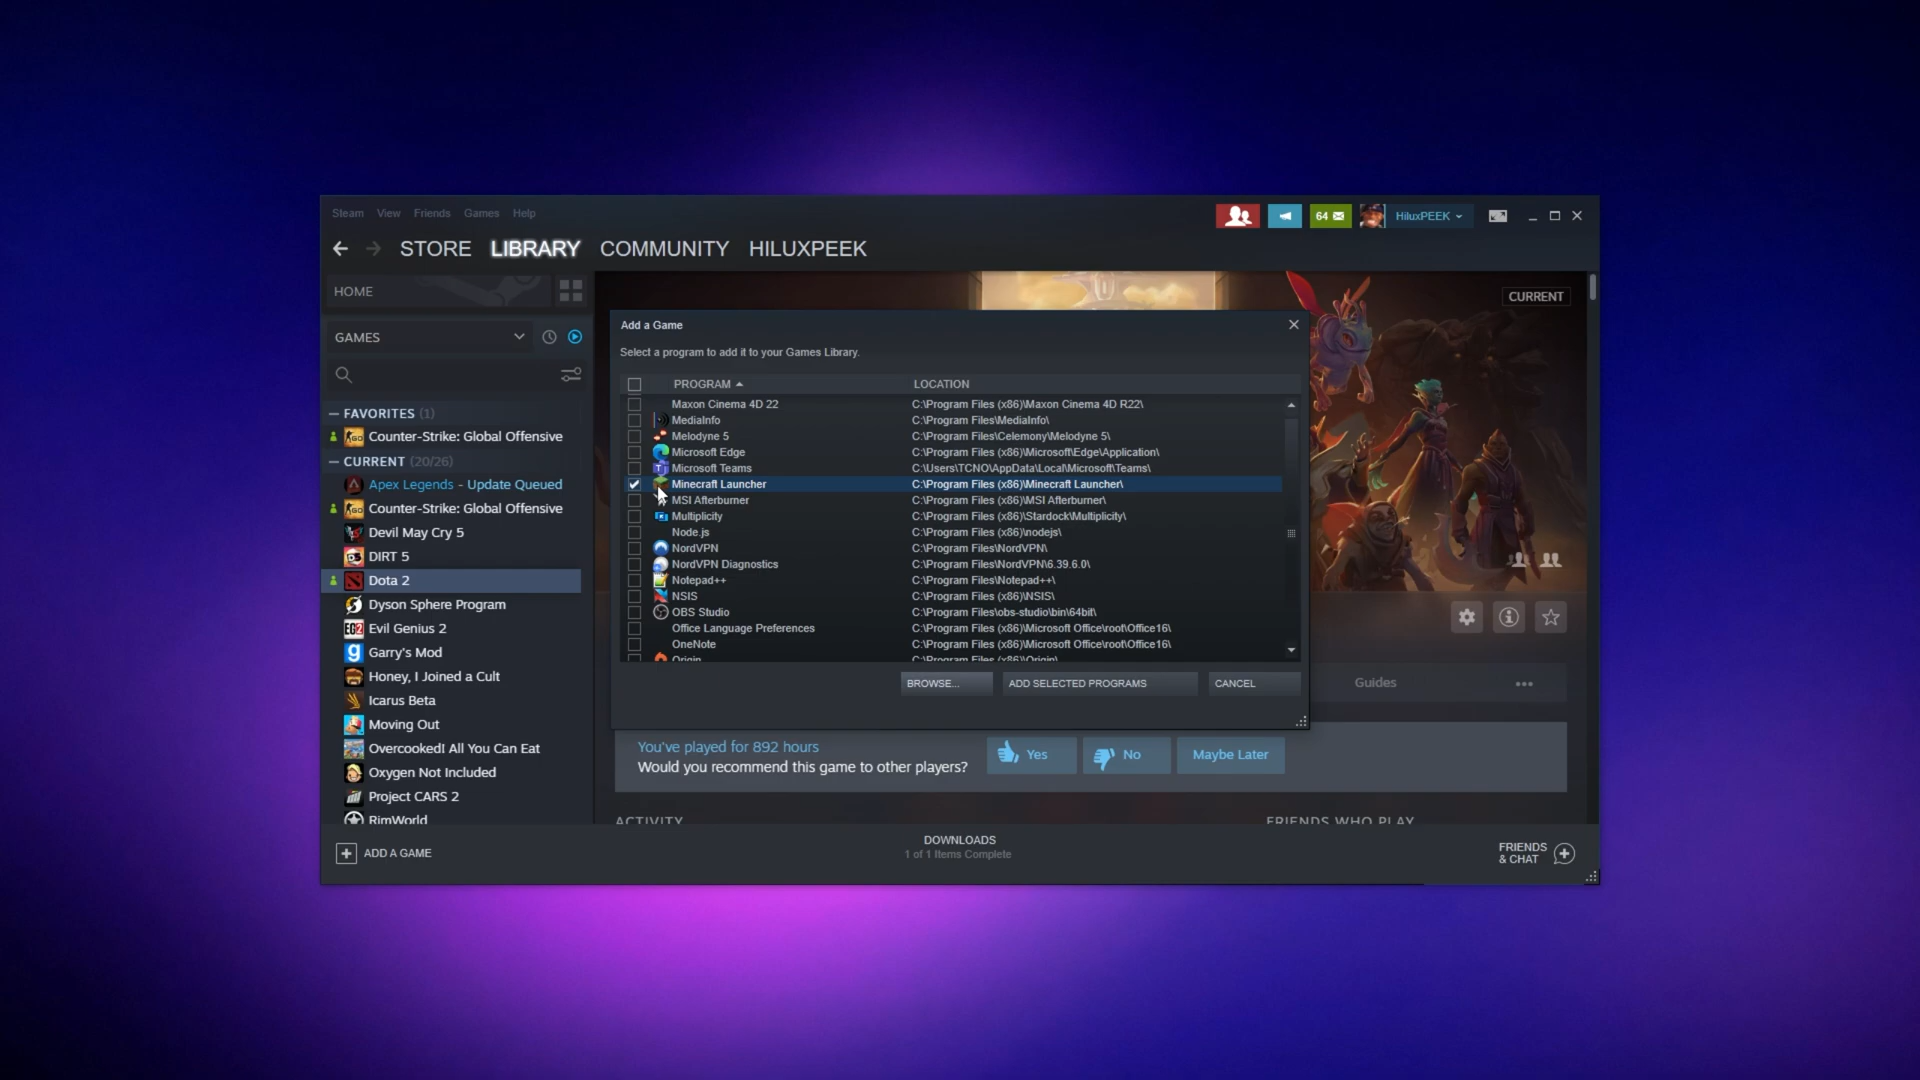 Steam View Friends Games Help
64
HiluxPEEK
STORE LIBRARY COMMUNITY HILUXPEEK
HOME
GAMES
FAVORITES (1)
Counter-Strike: Global Offensive
CURRENT (20/26)
Apex Legends - Update Queued
Counter-Strike: Global Offensive
Devil May Cry 5
DIRT 5
Dota 2
Dyson Sphere Program
Evil Genius 2
Garry's Mod
Honey, I Joined a Cult
Icarus Beta
Moving Out
Overcooked! All You Can Eat
Oxygen Not Included
Project CARS 2
RimWorld
CURRENT
Add a Game
Select a program to add it to your Games Library.
PROGRAM LOCATION
Maxon Cinema 4D 22 C:\Program Files (x86)\Maxon Cinema 4D R22\
MediaInfo C:\Program Files\MediaInfo\
Melodyne 5 C:\Program Files\Celemony\Melodyne 5\
Microsoft Edge C:\Program Files (x86)\Microsoft\Edge\Application\
Microsoft Teams C:\Users\TCNO\AppData\Local\Microsoft\Teams\
Minecraft Launcher C:\Program Files (x86)\Minecraft Launcher\
MSI Afterburner C:\Program Files (x86)\MSI Afterburner\
Multiplicity C:\Program Files (x86)\Stardock\Multiplicity\
Node.js C:\Program Files (x86)\nodejs\
NordVPN C:\Program Files\NordVPN\
NordVPN Diagnostics C:\Program Files\NordVPN\6.39.6.0\
Notepad++ C:\Program Files\Notepad++\
NSIS C:\Program Files (x86)\NSIS\
OBS Studio C:\Program Files\obs-studio\bin\64bit\
Office Language Preferences C:\Program Files (x86)\Microsoft Office\root\Office16\
OneNote C:\Program Files (x86)\Microsoft Office\root\Office16\
Origin C:\Program Files (x86)\Origin\
BROWSE... ADD SELECTED PROGRAMS CANCEL
Guides
You've played for 892 hours
Would you recommend this game to other players?
Yes No Maybe Later
ACTIVITY FRIENDS WHO PLAY
ADD A GAME
DOWNLOADS
1 of 1 Items Complete
FRIENDS
& CHAT